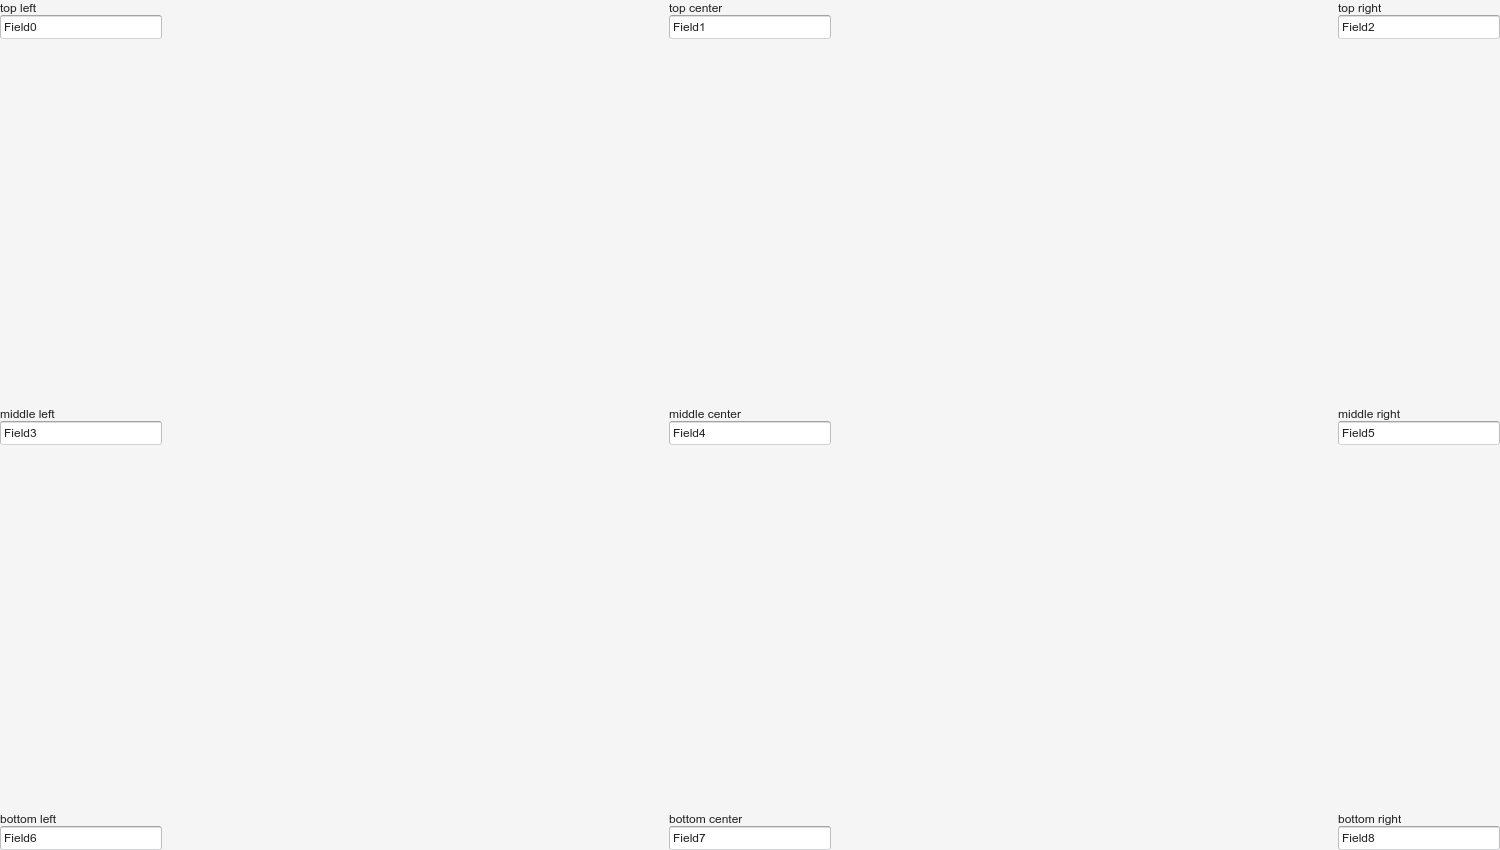 top left
Field0
top center
Field1
top right
Field2
middle left
Field3
middle center
Field4
middle right
Field5
bottom left
Field6
bottom center
Field7
bottom right
Field8